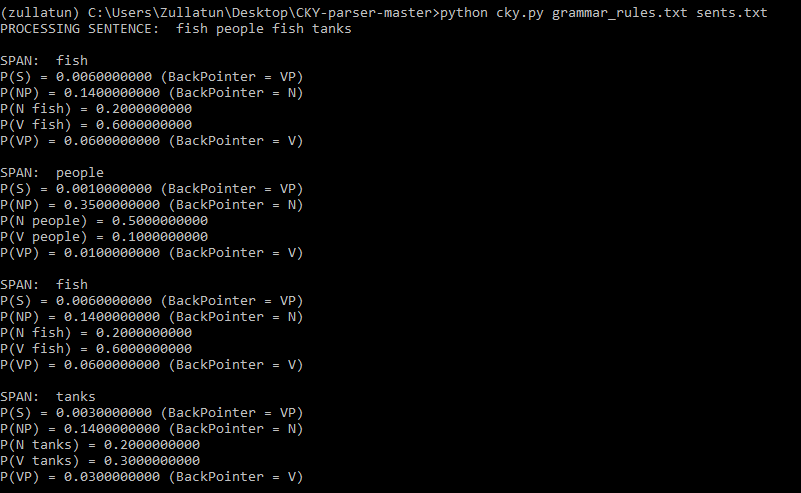 (zullatun) C:\Users\Zullatun\Desktop\CKY-parser-master>python cky.py grammar_rules.txt sents.txt
PROCESSING SENTENCE:  fish people fish tanks

SPAN:  fish
P(S) = 0.0060000000 (BackPointer = VP)
P(NP) = 0.1400000000 (BackPointer = N)
P(N fish) = 0.2000000000
P(V fish) = 0.6000000000
P(VP) = 0.0600000000 (BackPointer = V)

SPAN:  people
P(S) = 0.0010000000 (BackPointer = VP)
P(NP) = 0.3500000000 (BackPointer = N)
P(N people) = 0.5000000000
P(V people) = 0.1000000000
P(VP) = 0.0100000000 (BackPointer = V)

SPAN:  fish
P(S) = 0.0060000000 (BackPointer = VP)
P(NP) = 0.1400000000 (BackPointer = N)
P(N fish) = 0.2000000000
P(V fish) = 0.6000000000
P(VP) = 0.0600000000 (BackPointer = V)

SPAN:  tanks
P(S) = 0.0030000000 (BackPointer = VP)
P(NP) = 0.1400000000 (BackPointer = N)
P(N tanks) = 0.2000000000
P(V tanks) = 0.3000000000
P(VP) = 0.0300000000 (BackPointer = V)